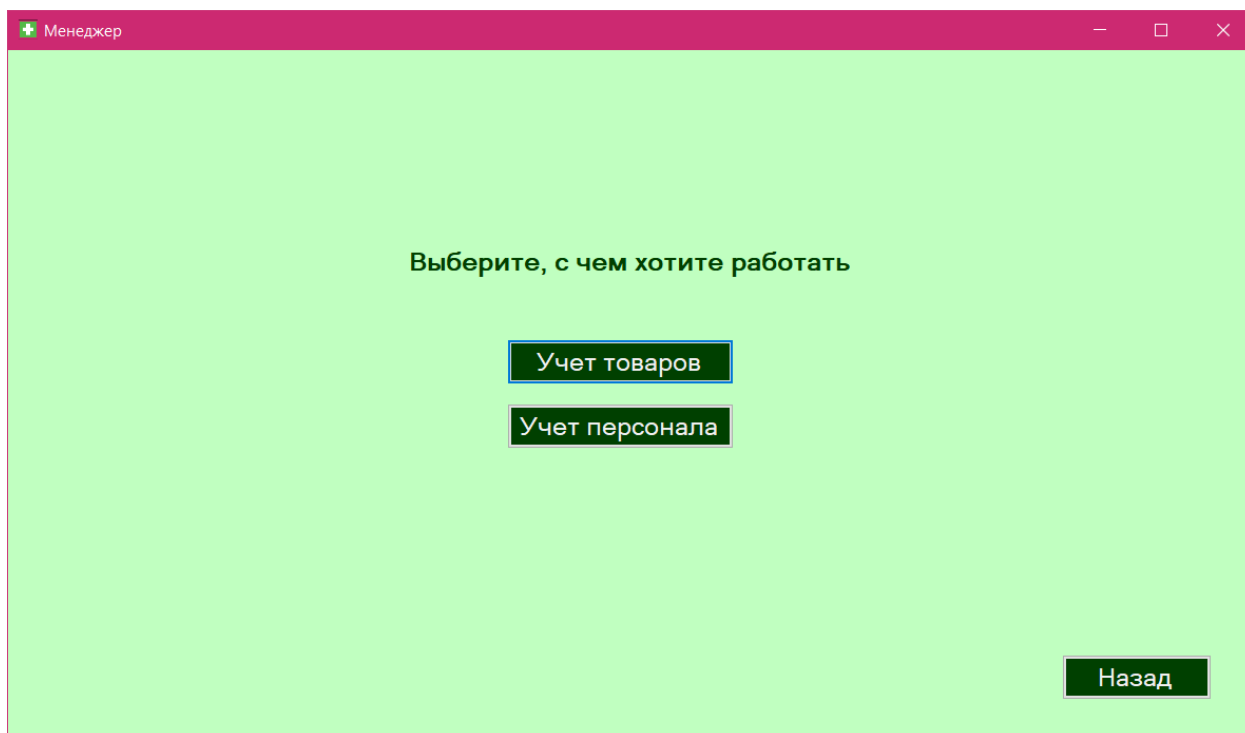 Менеджер
Выберите, с чем хотите работать
Учет товаров
Учет персонала
Назад